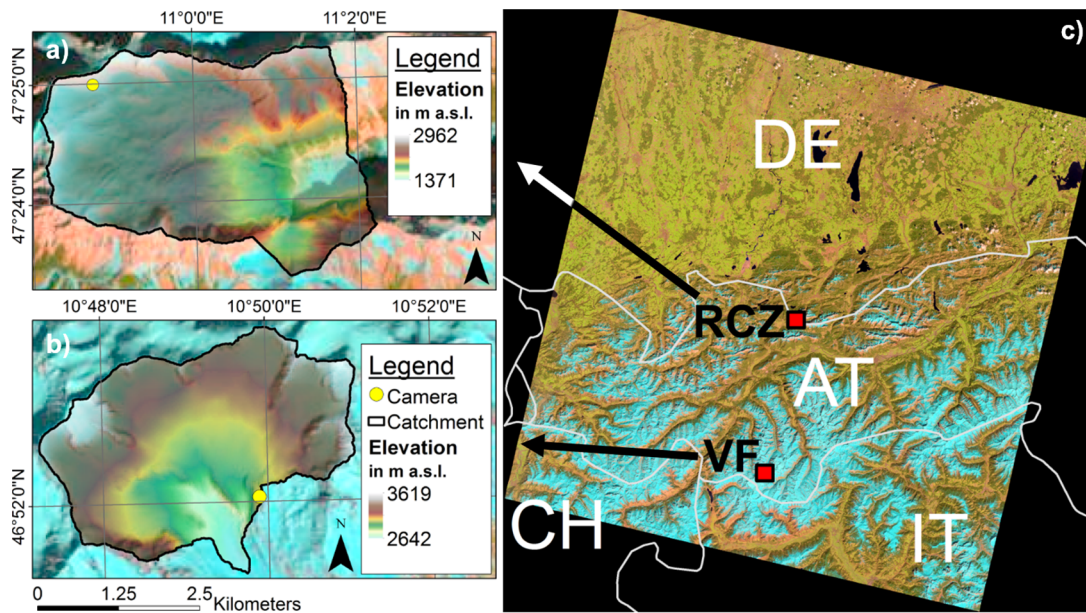 11°0'0"E 11°2'0"E
a)
47°25'0"N
47°24'0"N
Legend
Elevation
in m a.s.l.
2962
1371
N
10°48'0"E 10°50'0"E 10°52'0"E
b)
46°52'0"N
Legend
Camera
Catchment
Elevation
in m a.s.l.
3619
2642
N
0 1.25 2.5
Kilometers
c)
DE
RCZ
AT
VF
CH
IT